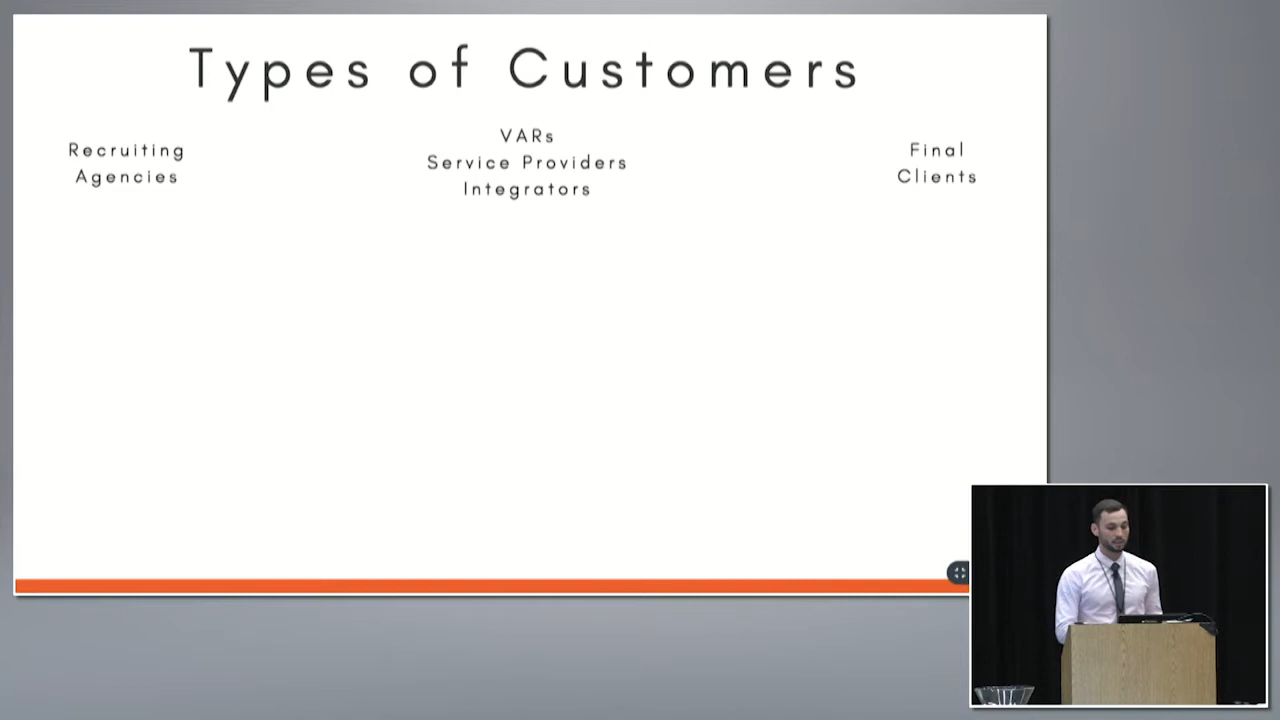 Types of Customers
Recruiting
Agencies
VARs
Service Providers
Integrators
Final
Clients